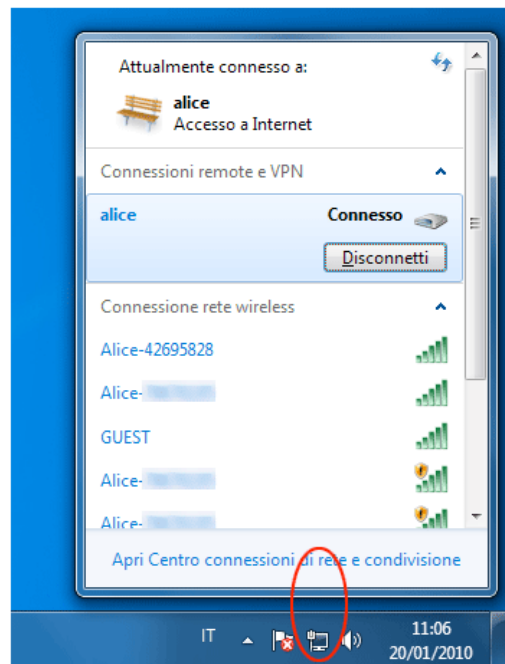 Attualmente connesso a:
alice
Accesso a Internet
Connessioni remote e VPN
alice Connesso
Disconnetti
Connessione rete wireless
Alice-42695828
Alice-
GUEST
Alice-
Alice-
Apri Centro connessioni di rete e condivisione
IT 11:06
20/01/2010